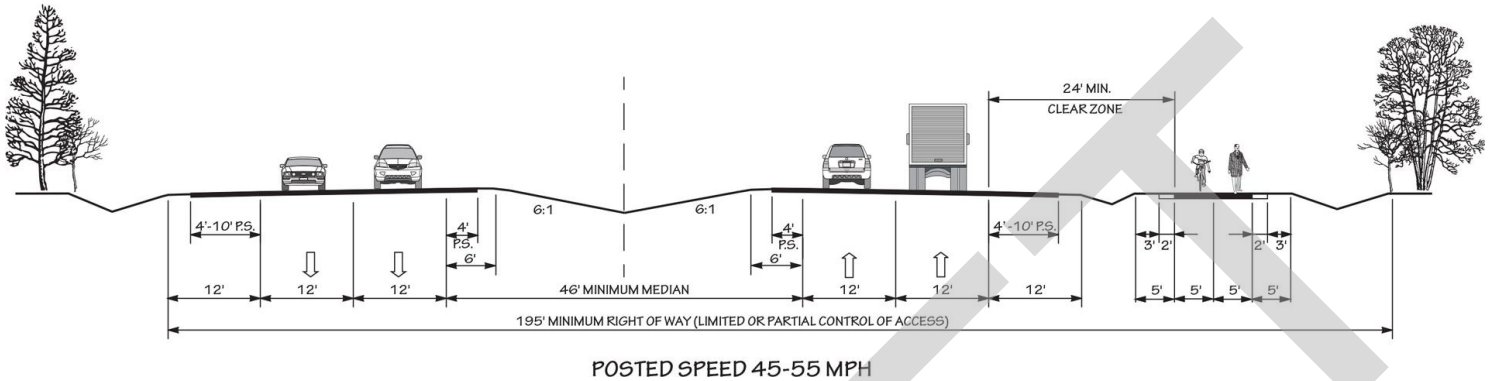 24' MIN.
CLEAR ZONE
6:1
6:1
4'-10' P.S.
4'
P.S.
6'
4'
P.S.
6'
4'-10' P.S.
3'
2'
2'
3'
12'
12'
12'
46' MINIMUM MEDIAN
12'
12'
12'
5'
5'
5'
5'
195' MINIMUM RIGHT OF WAY (LIMITED OR PARTIAL CONTROL OF ACCESS)
POSTED SPEED 45-55 MPH